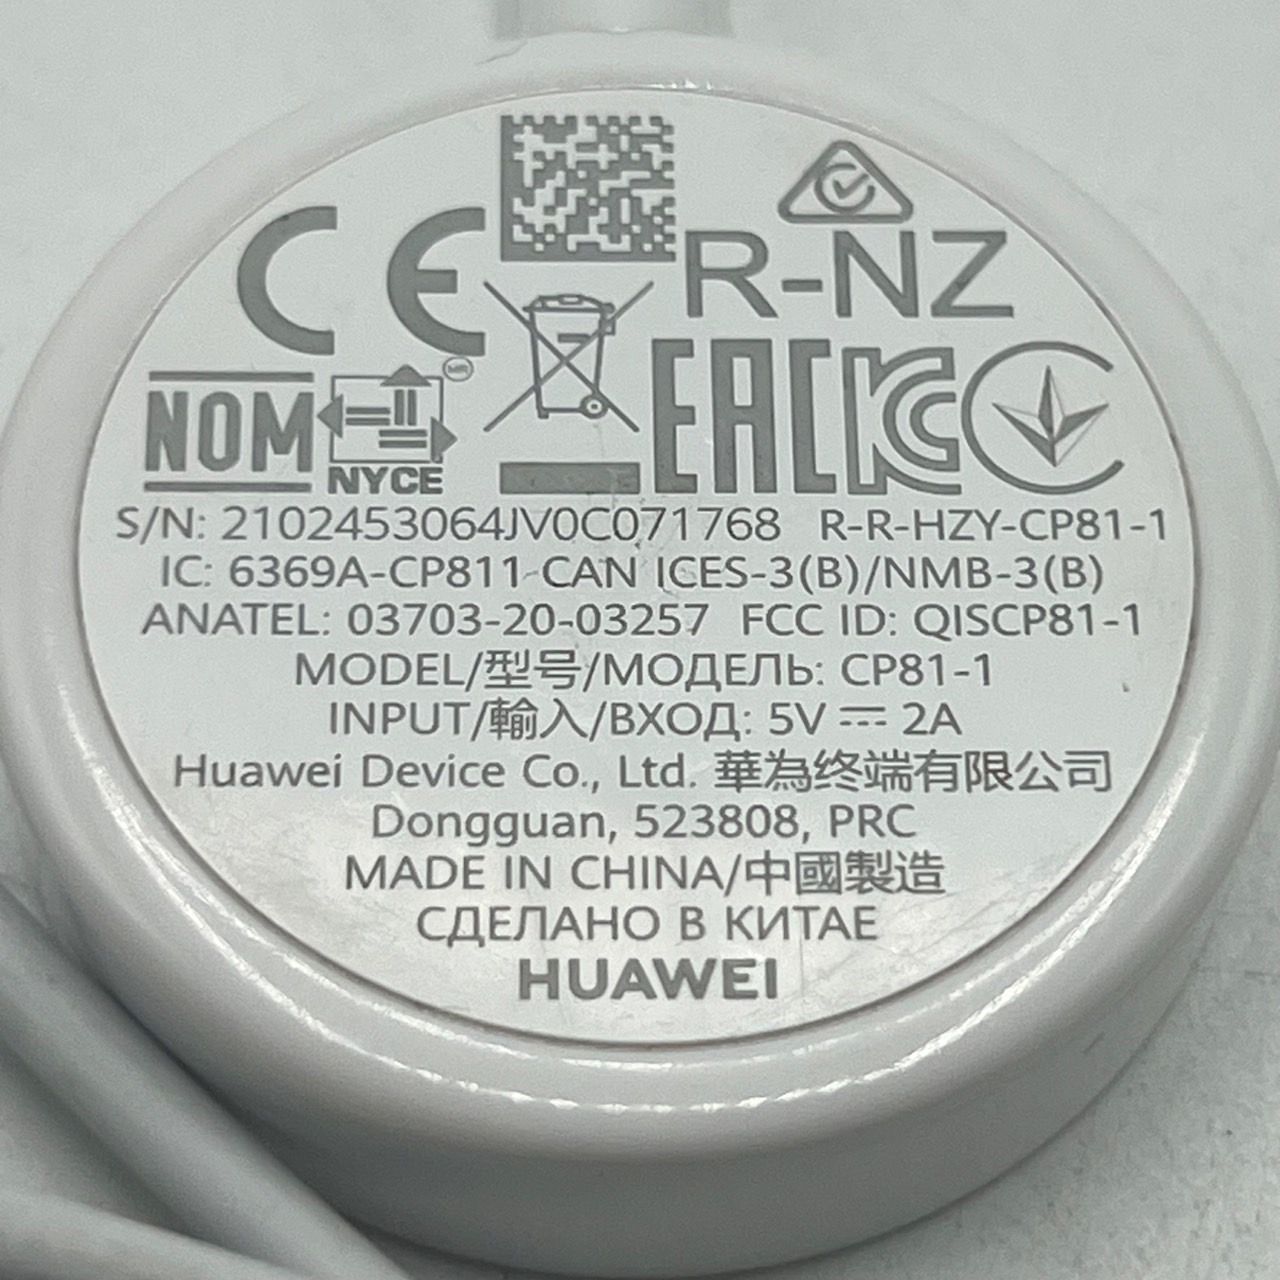 CE
R-NZ
NOM
NYCE
EAC
KC
S/N: 2102453064JV0C071768 R-R-HZY-CP81-1
IC: 6369A-CP811 CAN ICES-3(B)/NMB-3(B)
ANATEL: 03703-20-03257 FCC ID: QISCP81-1
MODEL/型号/МОДЕЛЬ: CP81-1
INPUT/輸入/ВХОД: 5V ⎓ 2A
Huawei Device Co., Ltd. 華為终端有限公司
Dongguan, 523808, PRC
MADE IN CHINA/中國製造
СДЕЛАНО В КИТАЕ
HUAWEI